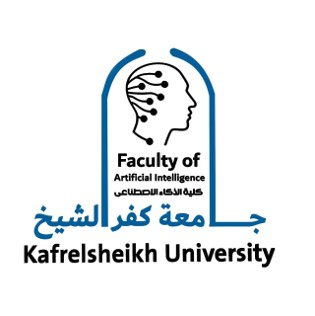 Faculty of
Artificial Intelligence
كلية الذكاء الاصطناعي
جامعة كفر الشيخ
Kafrelsheikh University